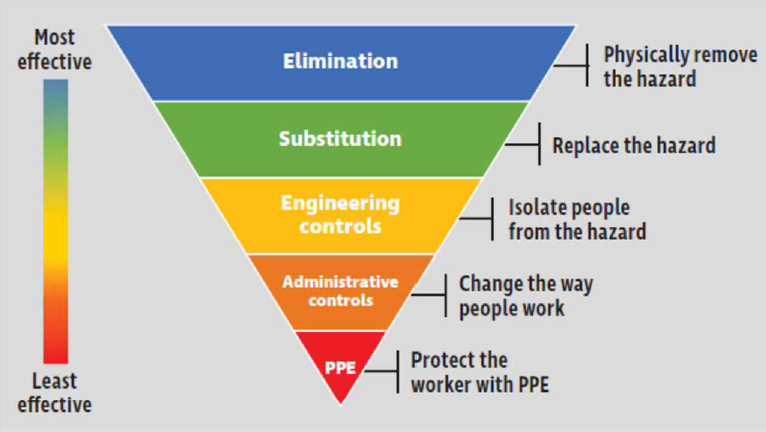 Most
effective
Elimination
Physically remove
the hazard
Substitution
Replace the hazard
Engineering
controls
Isolate people
from the hazard
Administrative
controls
Change the way
people work
PPE
Protect the
worker with PPE
Least
effective